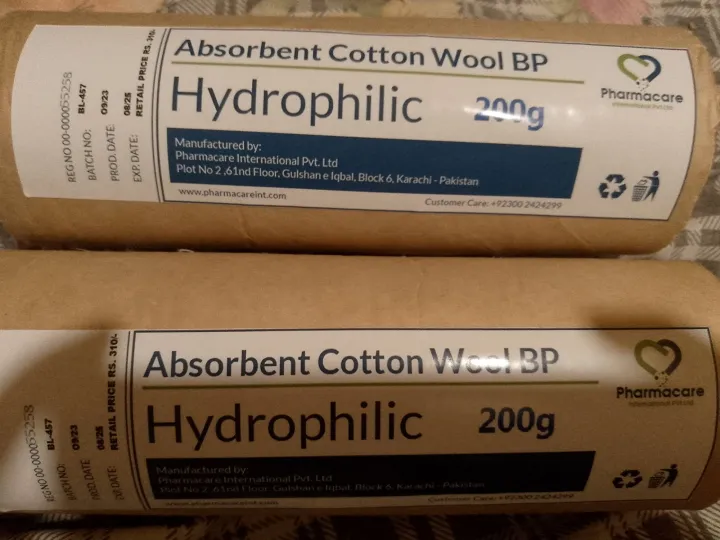 REG NO 00-000055258
BATCH NO: BL-457
PROD. DATE 09/23
EXP. DATE: 08/25
RETAIL PRICE RS. 310/.
Absorbent Cotton Wool BP
Hydrophilic 200g
Manufactured by:
Pharmacare International Pvt. Ltd
Plot No 2 ,61nd Floor, Gulshan e Iqbal, Block 6, Karachi - Pakistan
www.pharmacareint.com
Customer Care: +92300 2424299
Pharmacare
International Pvt Ltd
REG NO 00-000055258
BATCH NO: BL-457
PROD. DATE 09/23
EXP. DATE: 08/25
RETAIL PRICE RS. 310/.
Absorbent Cotton Wool BP
Hydrophilic 200g
Manufactured by:
Pharmacare International Pvt. Ltd
Plot No 2 ,61nd Floor, Gulshan e Iqbal, Block 6, Karachi - Pakistan
www.pharmacareint.com
Customer Care: +92300 2424299
Pharmacare
International Pvt Ltd